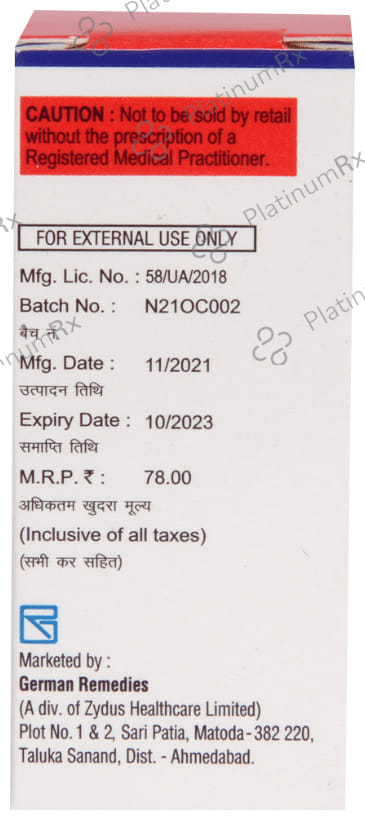 CAUTION : Not to be sold by retail
without the prescription of a
Registered Medical Practitioner.
FOR EXTERNAL USE ONLY
Mfg. Lic. No. : 58/UA/2018
Batch No. : N21OC002
बैच नं.
Mfg. Date : 11/2021
उत्पादन तिथि
Expiry Date : 10/2023
समाप्ति तिथि
M.R.P. ₹ : 78.00
अधिकतम खुदरा मूल्य
(Inclusive of all taxes)
(सभी कर सहित)
Marketed by :
German Remedies
(A div. of Zydus Healthcare Limited)
Plot No. 1 & 2, Sari Patia, Matoda-382 220,
Taluka Sanand, Dist. - Ahmedabad.
PlatinumRx
PlatinumRx
PlatinumRx